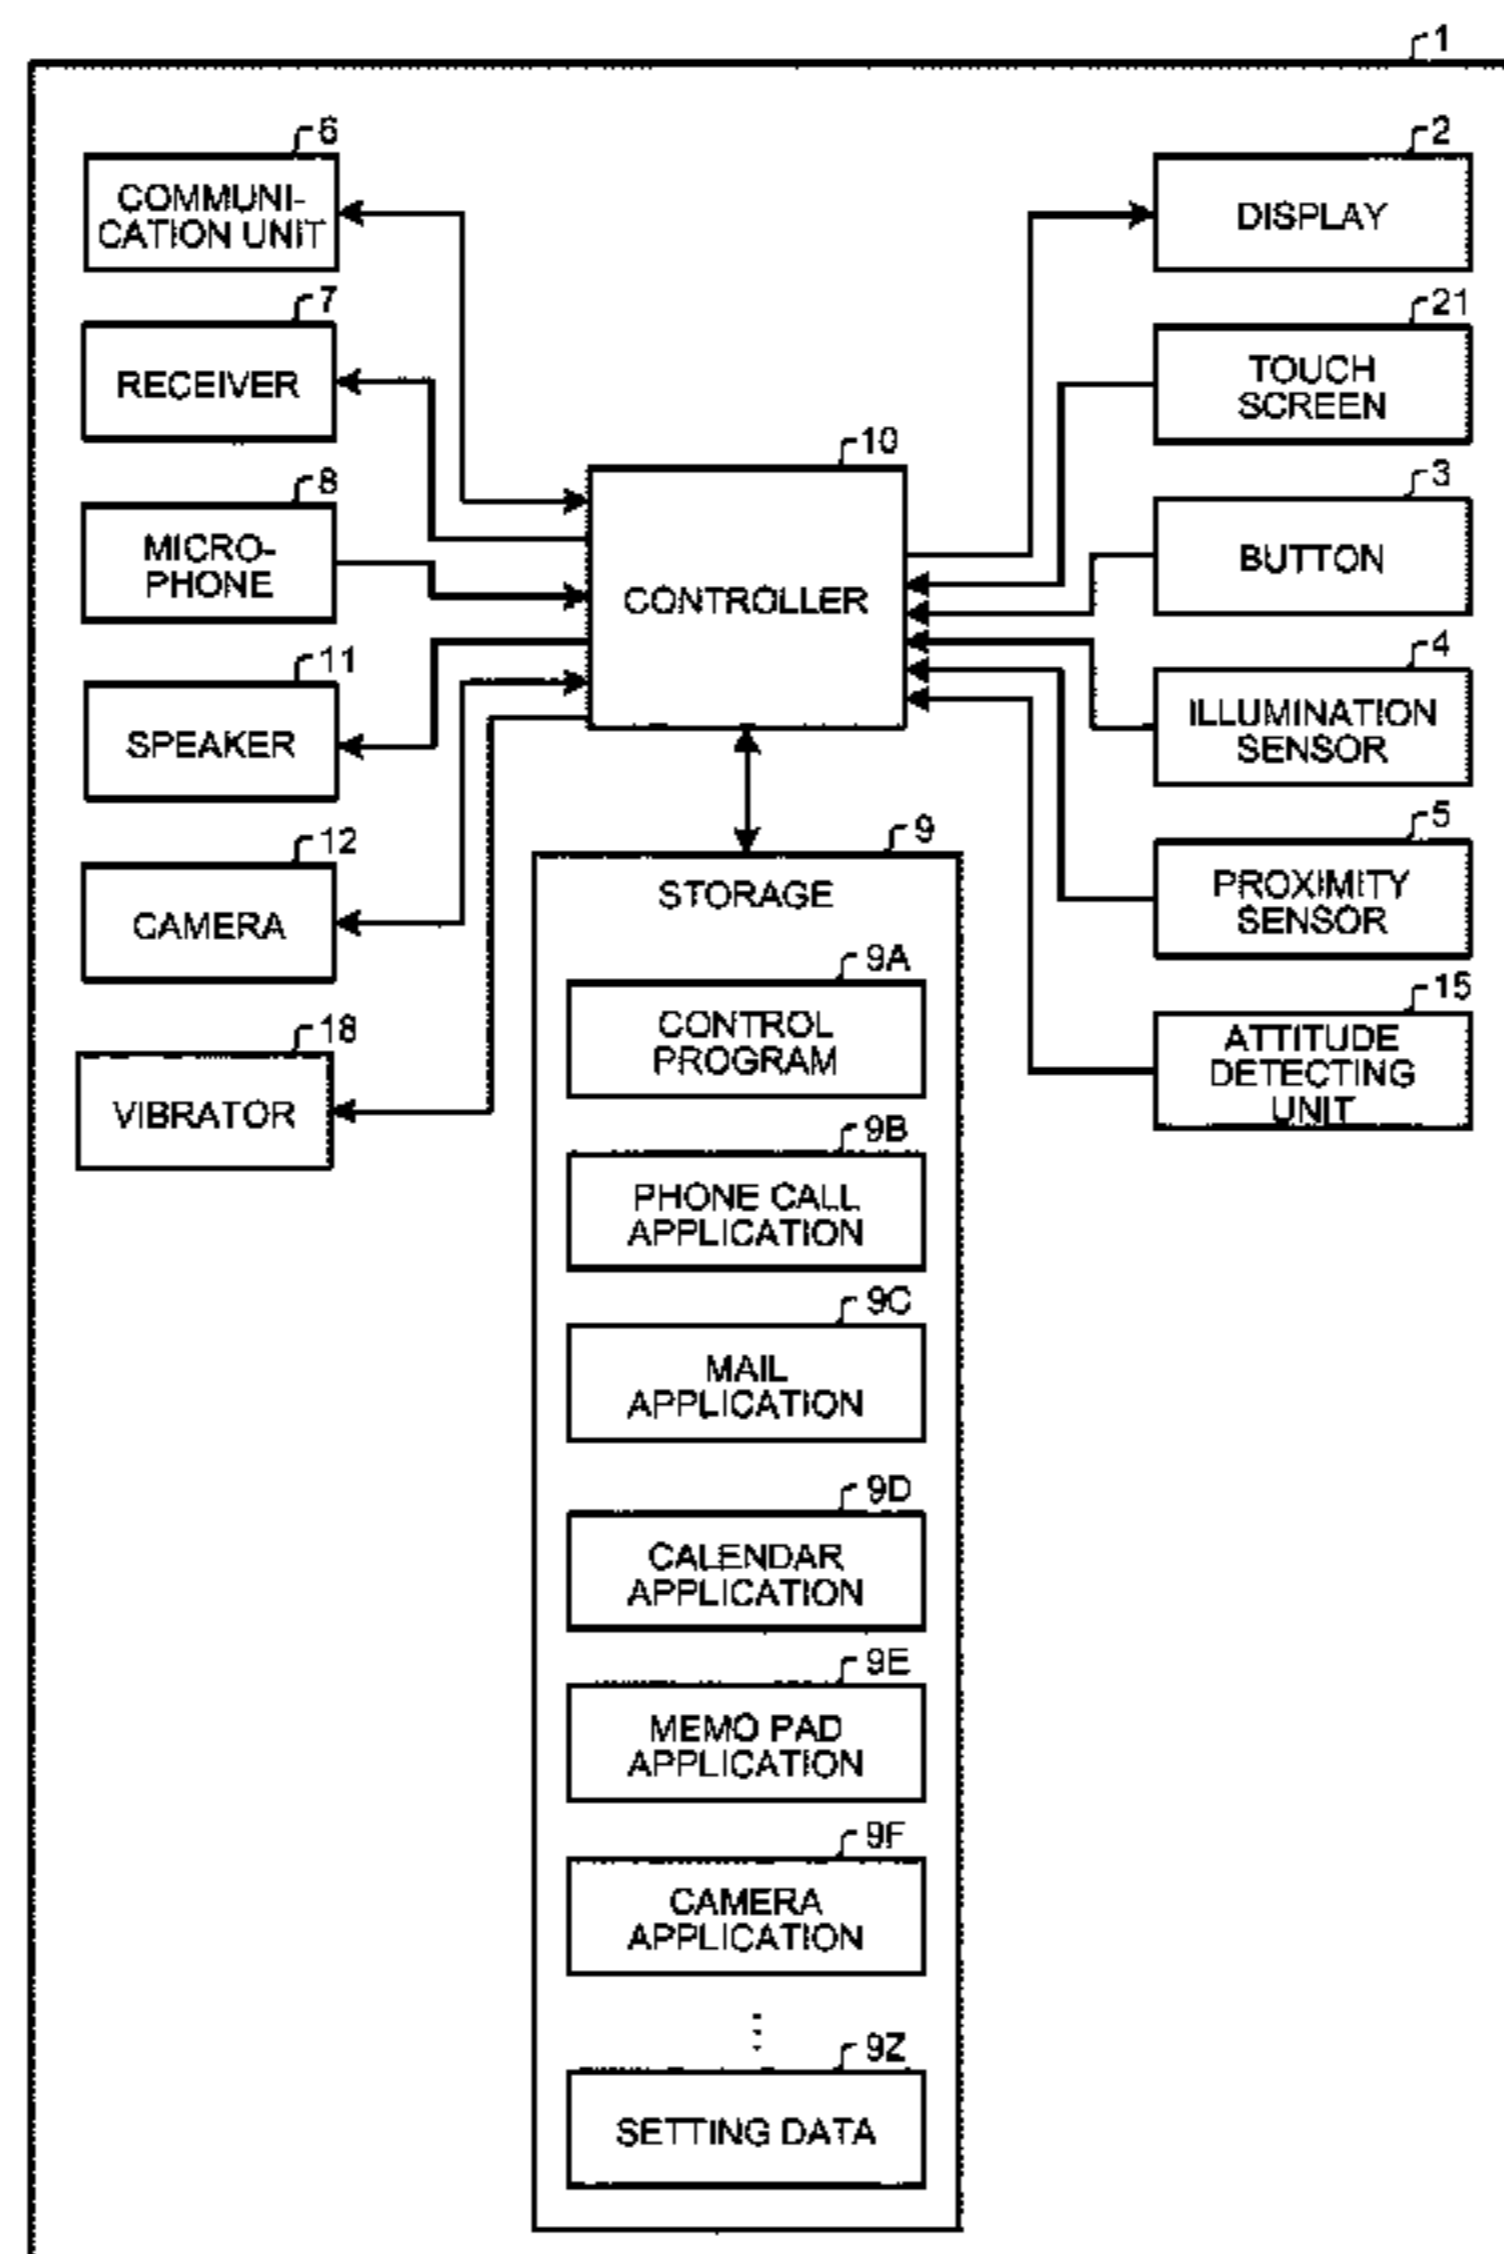 1
6
COMMUNI-
CATION UNIT
7
RECEIVER
8
MICRO-
PHONE
11
SPEAKER
12
CAMERA
18
VIBRATOR
10
CONTROLLER
2
DISPLAY
21
TOUCH
SCREEN
3
BUTTON
4
ILLUMINATION
SENSOR
5
PROXIMITY
SENSOR
15
ATTITUDE
DETECTING
UNIT
9
STORAGE
9A
CONTROL
PROGRAM
9B
PHONE CALL
APPLICATION
9C
MAIL
APPLICATION
9D
CALENDAR
APPLICATION
9E
MEMO PAD
APPLICATION
9F
CAMERA
APPLICATION
9Z
SETTING DATA